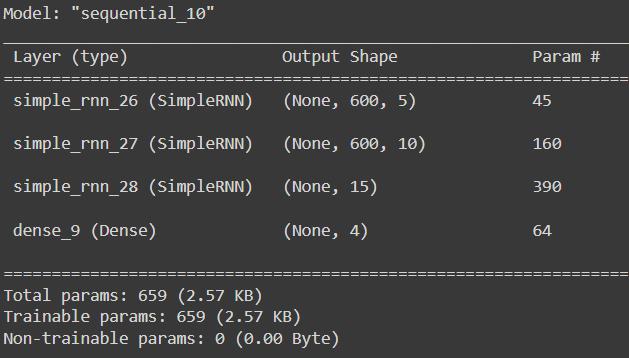 Model: "sequential_10"
Layer (type) Output Shape Param #
simple_rnn_26 (SimpleRNN) (None, 600, 5) 45
simple_rnn_27 (SimpleRNN) (None, 600, 10) 160
simple_rnn_28 (SimpleRNN) (None, 15) 390
dense_9 (Dense) (None, 4) 64
Total params: 659 (2.57 KB)
Trainable params: 659 (2.57 KB)
Non-trainable params: 0 (0.00 Byte)